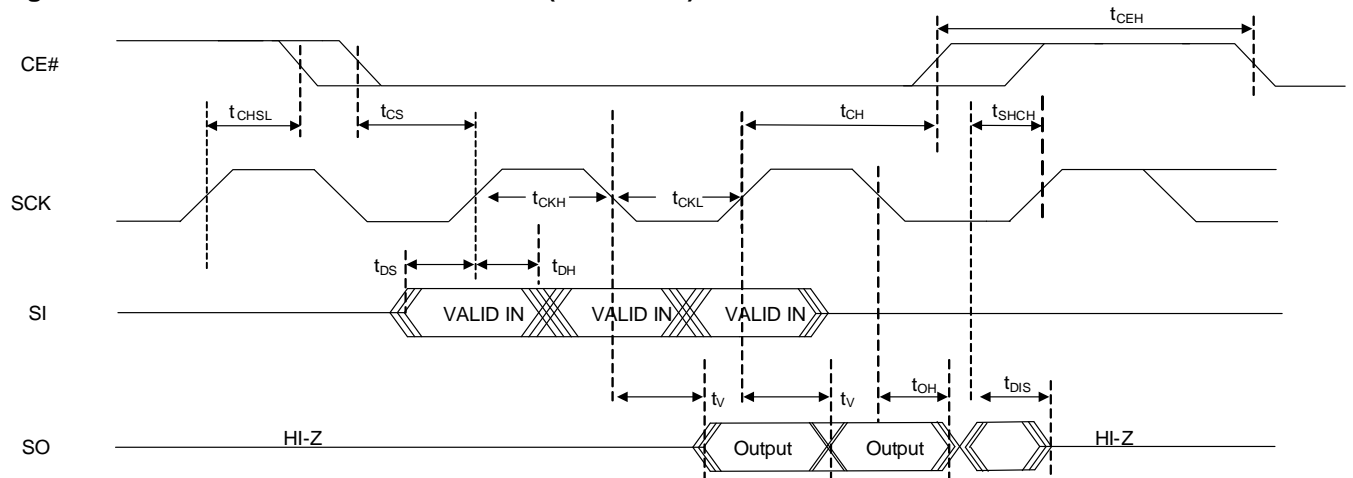 tCEH
CE#
tCHSL
tCS
tCH
tSHCH
SCK
tCKH
tCKL
tDS
tDH
SI
VALID IN
VALID IN
VALID IN
tV
tV
tOH
tDIS
SO
HI-Z
Output
Output
HI-Z